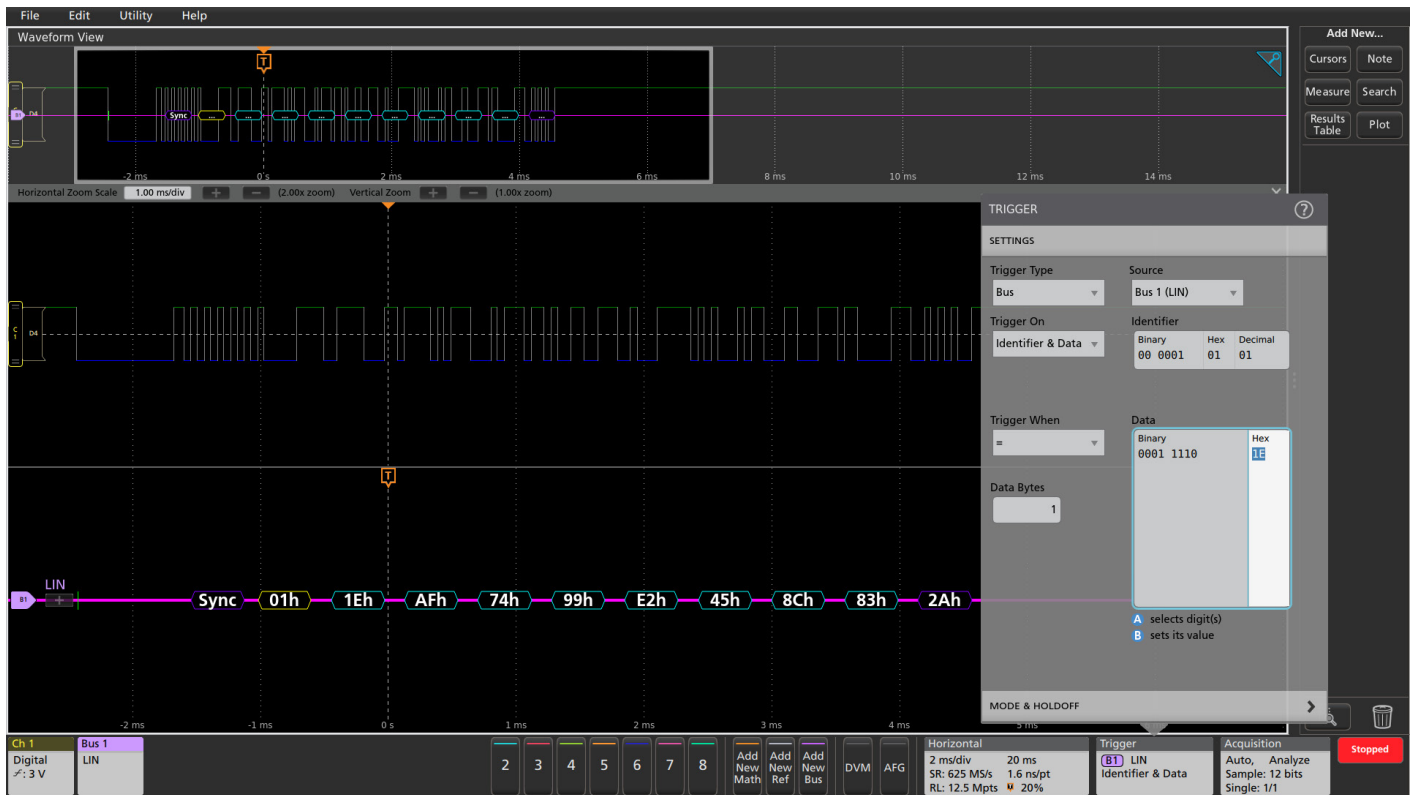 File Edit Utility Help
Waveform View
Add New...
Cursors Note
Measure Search
Results Table Plot
T
B1 D4
Sync ... ... ... ... ... ... ... ... ... ...
-2 ms 0 s 2 ms 4 ms 6 ms 8 ms 10 ms 12 ms 14 ms
Horizontal Zoom Scale 1.00 ms/div + — (2.00x zoom) Vertical Zoom + — (1.00x zoom)
C 1 D4
T
LIN
B1 +
Sync 01h 1Eh AFh 74h 99h E2h 45h 8Ch 83h 2Ah
-2 ms -1 ms 0 s 1 ms 2 ms 3 ms 4 ms 5 ms
TRIGGER ?
SETTINGS
Trigger Type Source
Bus Bus 1 (LIN)
Trigger On Identifier
Identifier & Data
Binary Hex Decimal
00 0001 01 01
Trigger When Data
=
Binary Hex
0001 1110 1E
Data Bytes
1
A selects digit(s)
B sets its value
MODE & HOLDOFF
Ch 1
Digital
: 3 V
Bus 1
LIN
2 3 4 5 6 7 8
Add New Math
Add New Ref
Add New Bus
DVM AFG
Horizontal
2 ms/div 20 ms
SR: 625 MS/s 1.6 ns/pt
RL: 12.5 Mpts 20%
Trigger
B1 LIN
Identifier & Data
Acquisition
Auto, Analyze
Sample: 12 bits
Single: 1/1
Stopped